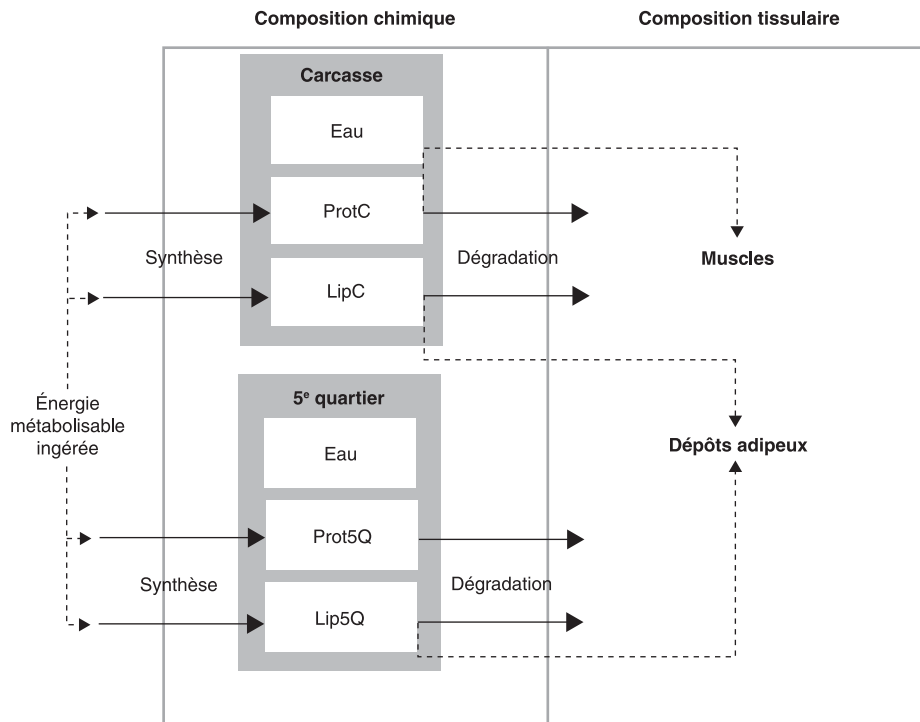 Composition chimique
Composition tissulaire
Carcasse
Eau
ProtC
Synthèse
Dégradation
Muscles
LipC
5e quartier
Énergie
métabolisable
ingérée
Eau
Dépôts adipeux
Prot5Q
Synthèse
Dégradation
Lip5Q